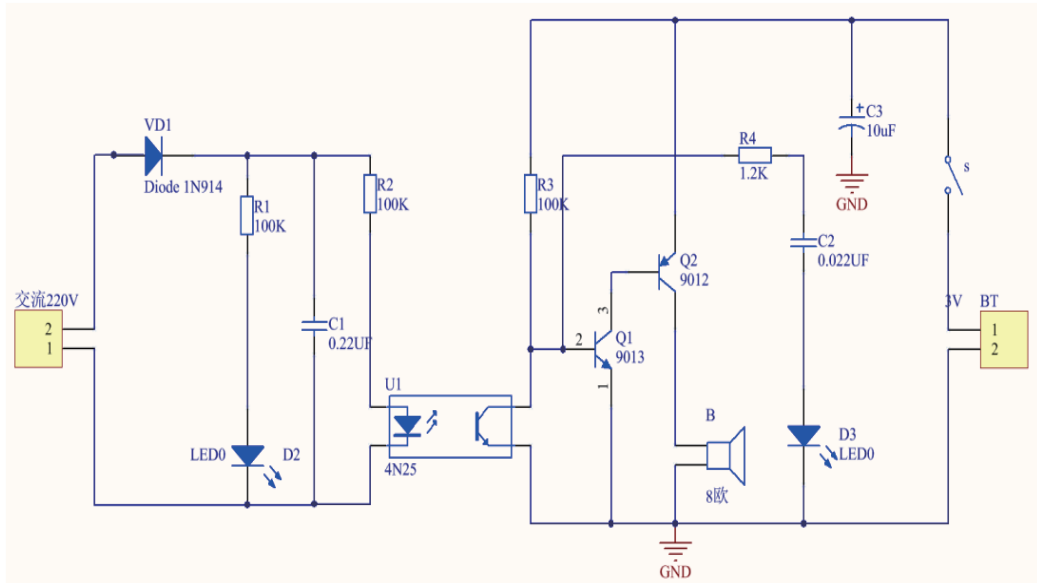 VD1
Diode 1N914
R1
100K
R2
100K
R3
100K
R4
1.2K
C3
10uF
+
GND
s
C2
0.022UF
Q2
9012
交流220V
2
1
C1
0.22UF
3
2
Q1
9013
1
3V
BT
1
2
U1
4N25
LED0
D2
B
8欧
D3
LED0
GND